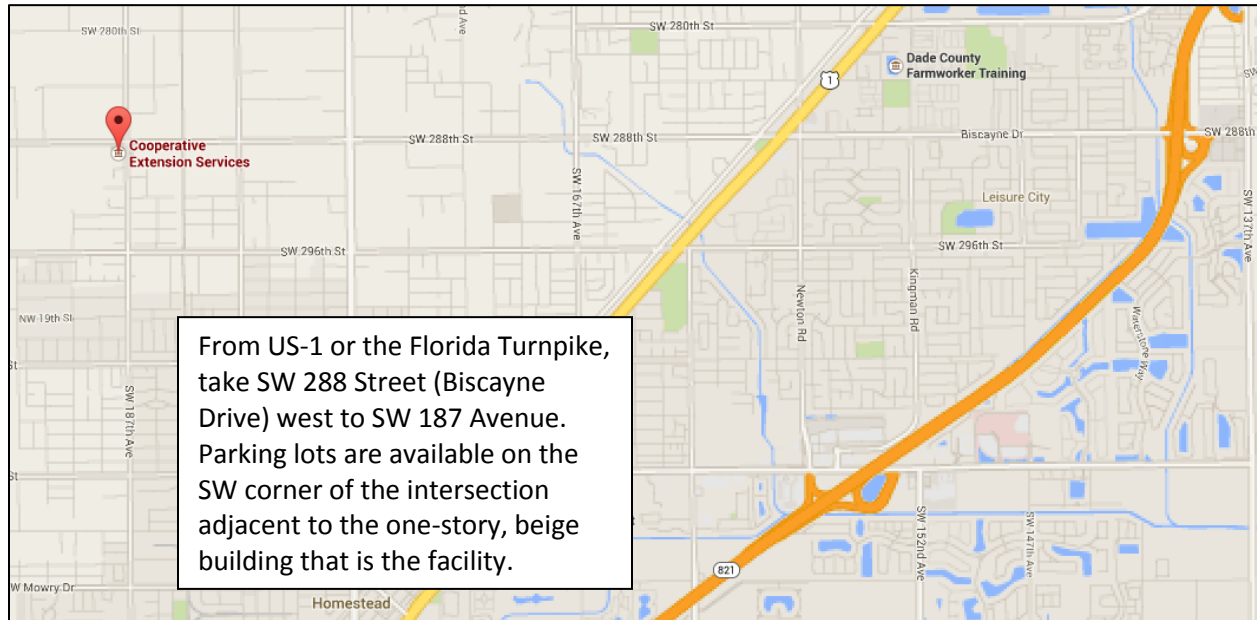 SW 280th St
SW 280th St
d Ave
Dade County
Farmworker Training
1
Cooperative
Extension Services
SW 288th St
SW 288th St
Biscayne Dr
SW 288th
SW 167th Ave
Leisure City
SW 137th Ave
SW 296th St
SW 296th St
Kingman Rd
Newton Rd
Waterstone Way
NW 19th St
From US-1 or the Florida Turnpike,
take SW 288 Street (Biscayne
Drive) west to SW 187 Avenue.
Parking lots are available on the
SW corner of the intersection
adjacent to the one-story, beige
building that is the facility.
SW 187th Ave
St
St
SW 152nd Ave
SW 147th Ave
821
W Mowry Dr
Homestead